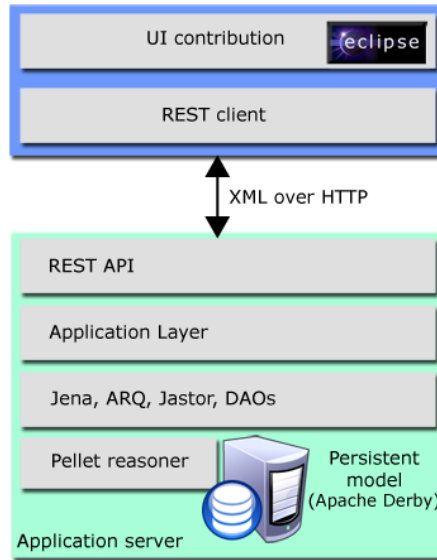 UI contribution
eclipse
REST client
XML over HTTP
REST API
Application Layer
Jena, ARQ, Jastor, DAOs
Pellet reasoner
Persistent
model
(Apache Derby)
Application server